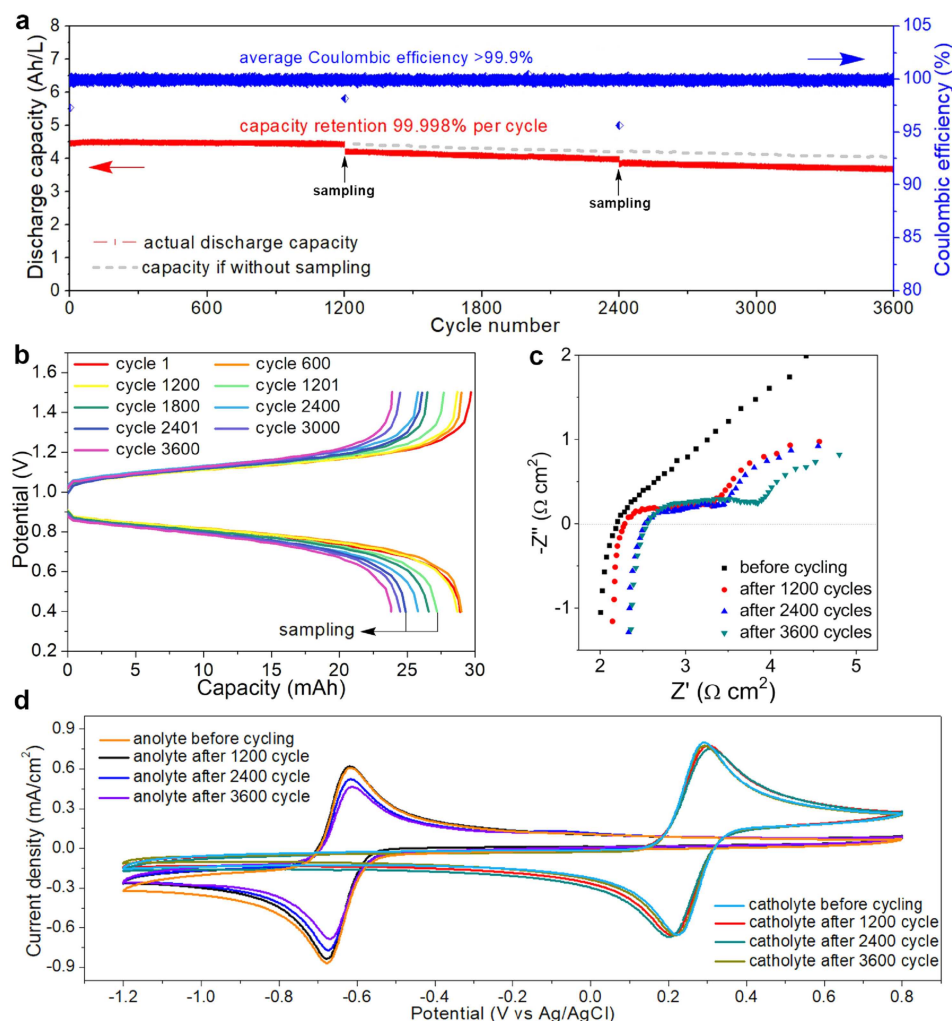 a
8
7
6
5
4
3
2
1
0
Discharge capacity (Ah/L)
average Coulombic efficiency >99.9%
capacity retention 99.998% per cycle
sampling
sampling
actual discharge capacity
capacity if without sampling
105
100
95
90
85
80
Coulombic efficiency (%)
0 600 1200 1800 2400 3000 3600
Cycle number
b
cycle 1 cycle 600
cycle 1200 cycle 1201
cycle 1800 cycle 2400
cycle 2401 cycle 3000
cycle 3600
1.6
1.4
1.2
1.0
0.8
0.6
0.4
0.2
Potential (V)
sampling
0 5 10 15 20 25 30
Capacity (mAh)
c
2
1
0
-1
-Z'' (Ω cm²)
before cycling
after 1200 cycles
after 2400 cycles
after 3600 cycles
2 3 4 5
Z' (Ω cm²)
d
0.9
0.6
0.3
0.0
-0.3
-0.6
-0.9
Current density (mA/cm²)
anolyte before cycling
anolyte after 1200 cycle
anolyte after 2400 cycle
anolyte after 3600 cycle
catholyte before cycling
catholyte after 1200 cycle
catholyte after 2400 cycle
catholyte after 3600 cycle
-1.2 -1.0 -0.8 -0.6 -0.4 -0.2 0.0 0.2 0.4 0.6 0.8
Potential (V vs Ag/AgCl)